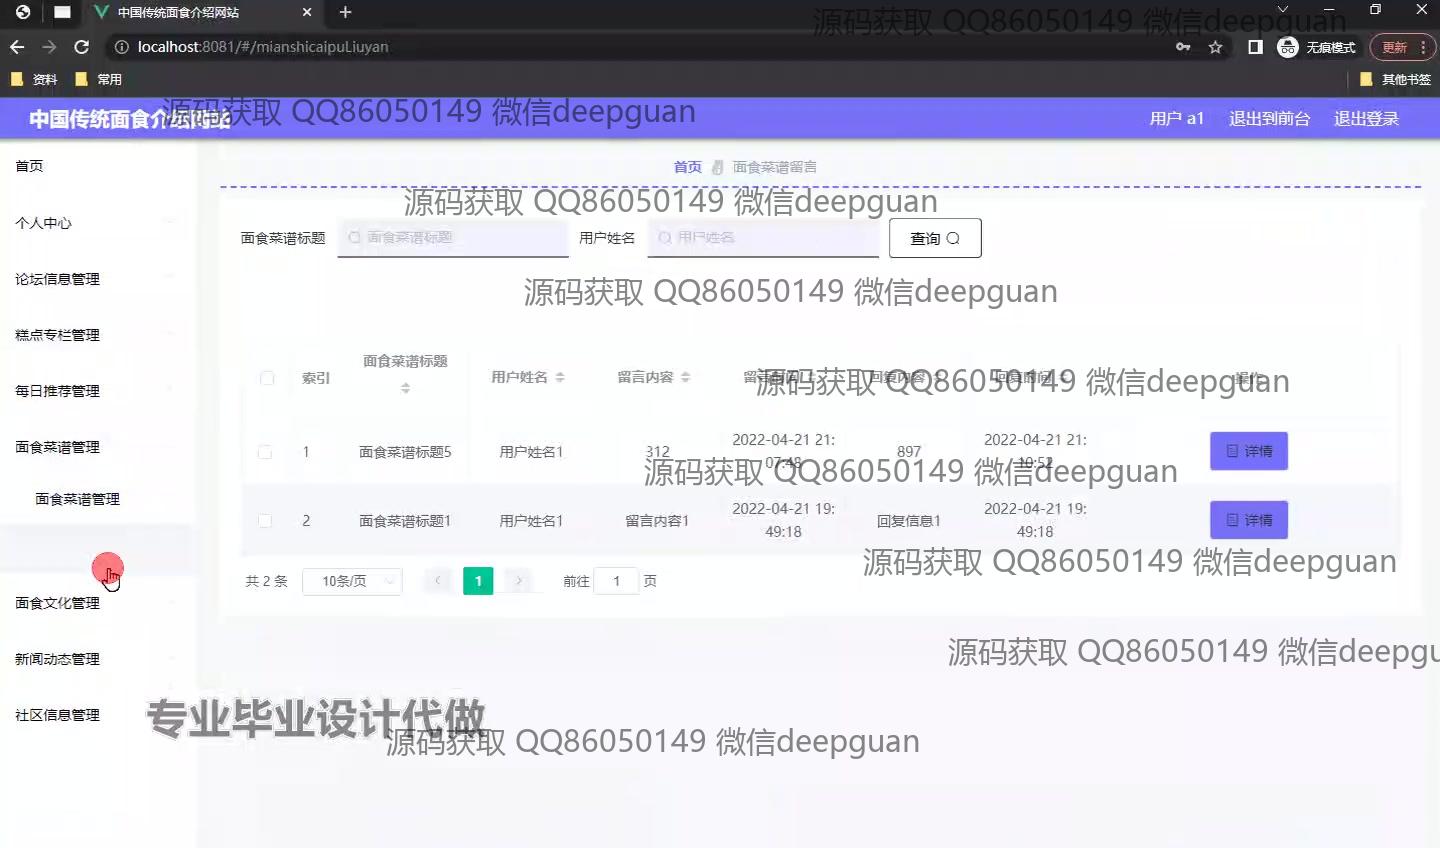 中国传统面食介绍网站
源码获取 QQ86050149 微信deepguan
localhost:8081/#/mianshicaipuLiuyan
无痕模式
更新
资料
常用
其他书签
中国传统面食介绍网站
源码获取 QQ86050149 微信deepguan
用户 a1
退出到前台
退出登录
首页
首页
面食菜谱留言
源码获取 QQ86050149 微信deepguan
个人中心
面食菜谱标题
面食菜谱标题
用户姓名
用户姓名
查询
论坛信息管理
源码获取 QQ86050149 微信deepguan
糕点专栏管理
每日推荐管理
面食菜谱管理
面食菜谱管理
面食文化管理
新闻动态管理
社区信息管理
索引
面食菜谱标题
用户姓名
留言内容
源码获取 QQ86050149 微信deepguan
1
面食菜谱标题5
用户姓名1
312
2022-04-21 21:
07:48
897
2022-04-21 21:
10:52
详情
源码获取 QQ86050149 微信deepguan
2
面食菜谱标题1
用户姓名1
留言内容1
2022-04-21 19:
49:18
回复信息1
2022-04-21 19:
49:18
详情
源码获取 QQ86050149 微信deepguan
共 2 条
10条/页
1
前往
1
页
源码获取 QQ86050149 微信deepgu
专业毕业设计代做
源码获取 QQ86050149 微信deepguan